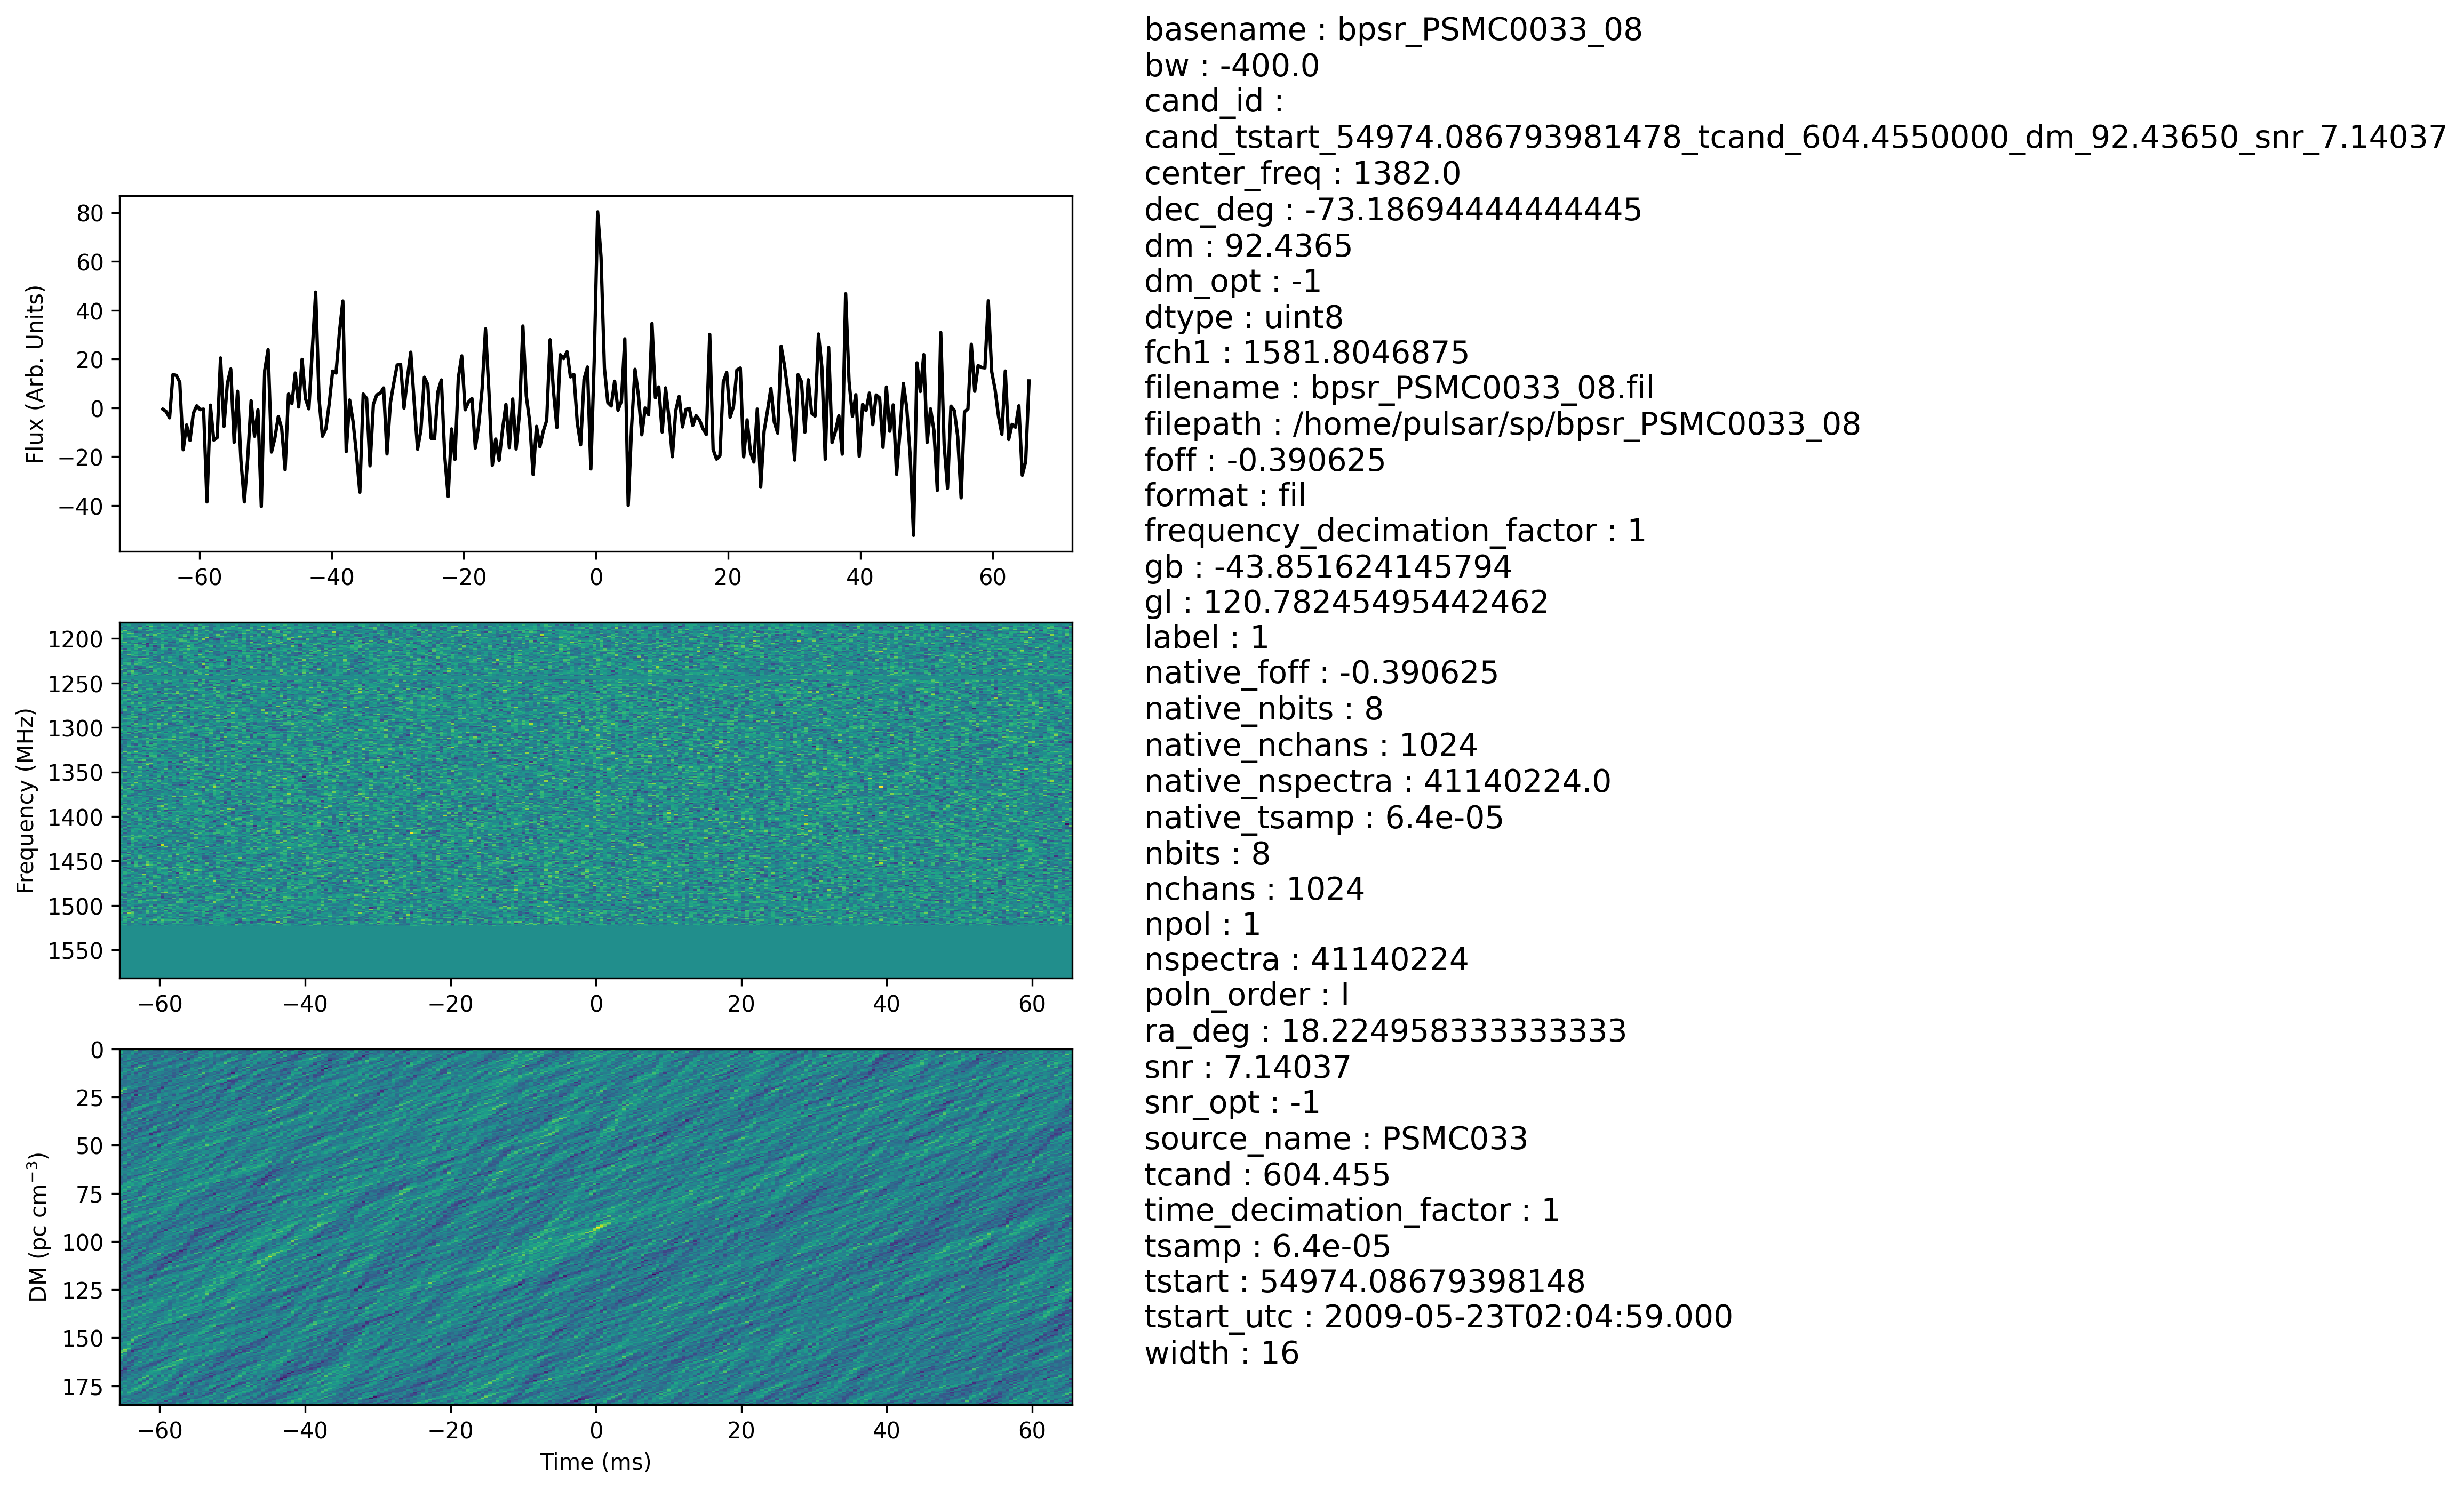 basename : bpsr_PSMC0033_08
bw : -400.0
cand_id :
cand_tstart_54974.086793981478_tcand_604.4550000_dm_92.43650_snr_7.14037
center_freq : 1382.0
dec_deg : -73.18694444444445
dm : 92.4365
dm_opt : -1
dtype : uint8
fch1 : 1581.8046875
filename : bpsr_PSMC0033_08.fil
filepath : /home/pulsar/sp/bpsr_PSMC0033_08
foff : -0.390625
format : fil
frequency_decimation_factor : 1
gb : -43.851624145794
gl : 120.78245495442462
label : 1
native_foff : -0.390625
native_nbits : 8
native_nchans : 1024
native_nspectra : 41140224.0
native_tsamp : 6.4e-05
nbits : 8
nchans : 1024
npol : 1
nspectra : 41140224
poln_order : I
ra_deg : 18.224958333333333
snr : 7.14037
snr_opt : -1
source_name : PSMC033
tcand : 604.455
time_decimation_factor : 1
tsamp : 6.4e-05
tstart : 54974.08679398148
tstart_utc : 2009-05-23T02:04:59.000
width : 16
Flux (Arb. Units)
80
60
40
20
0
−20
−40
−60 −40 −20 0 20 40 60
Frequency (MHz)
1200
1250
1300
1350
1400
1450
1500
1550
−60 −40 −20 0 20 40 60
DM (pc cm⁻³)
0
25
50
75
100
125
150
175
−60 −40 −20 0 20 40 60
Time (ms)